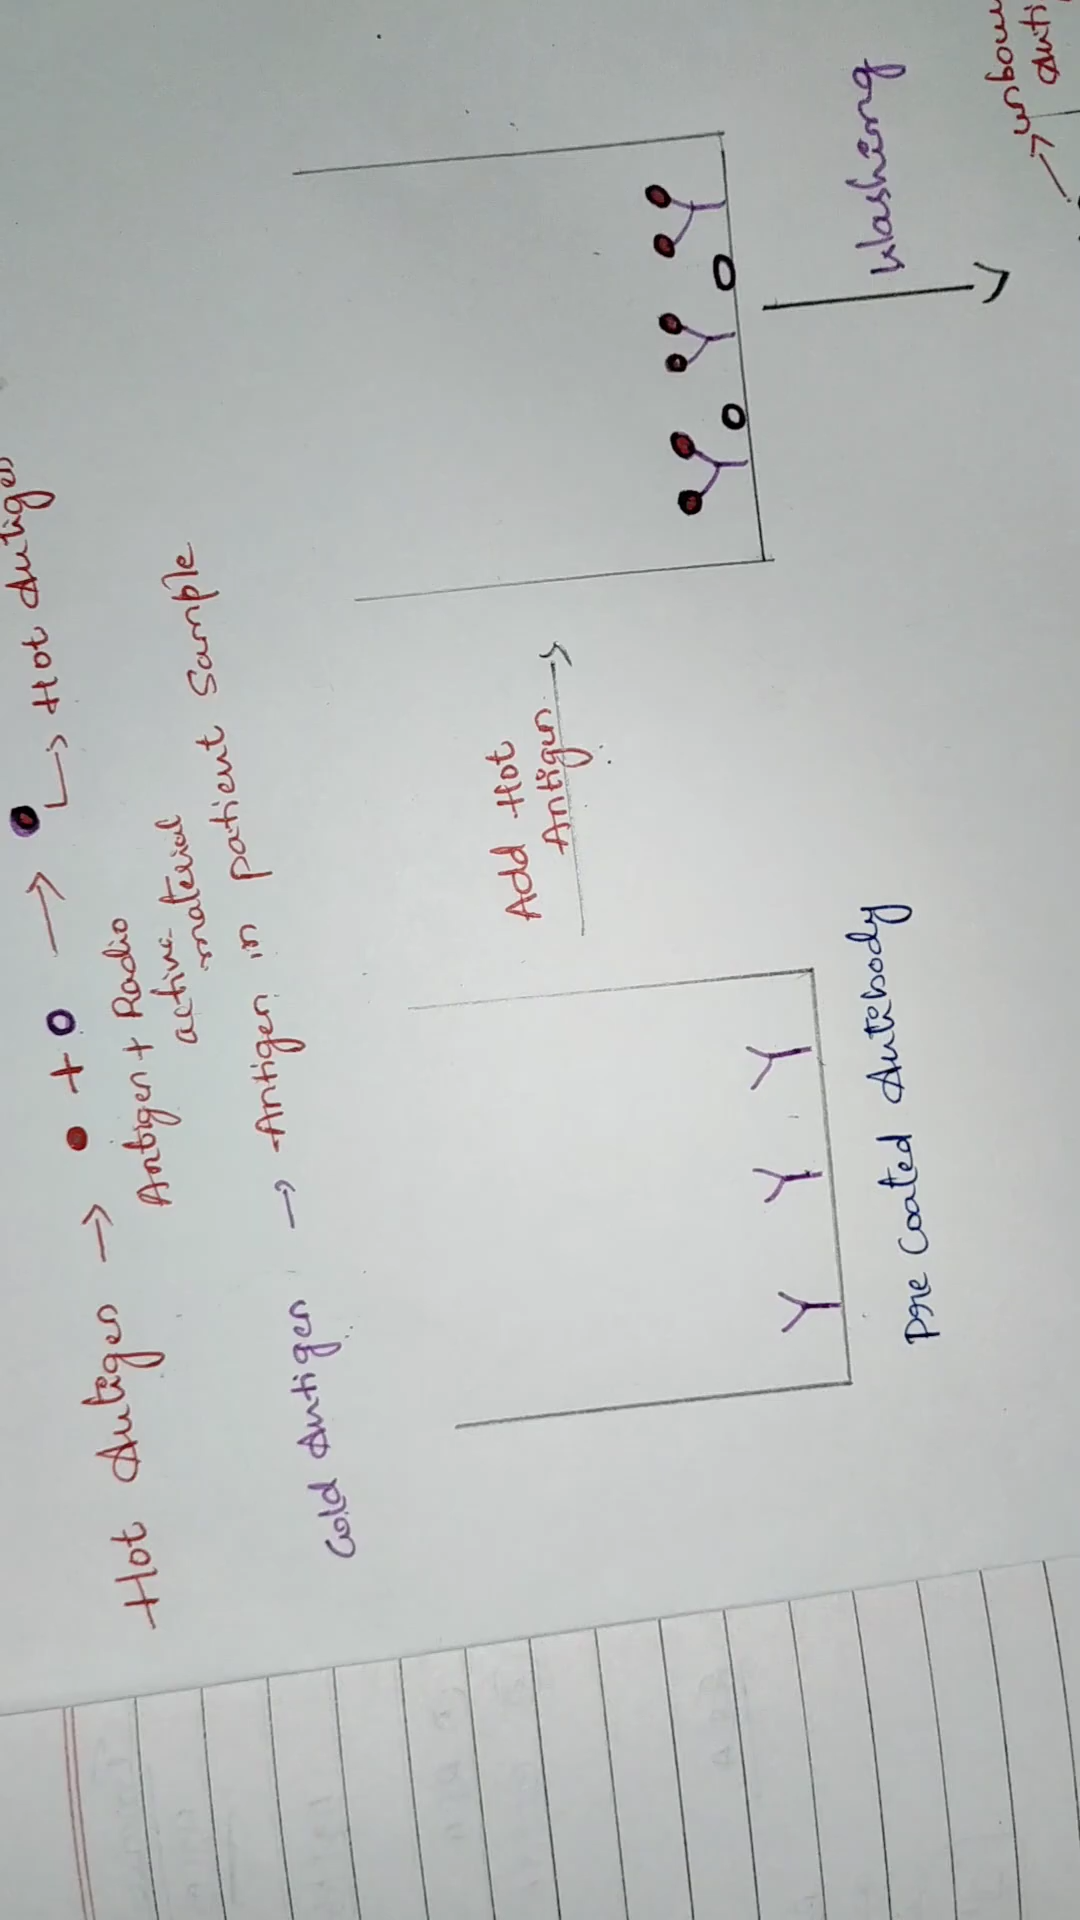 Hot Antigen → • + o → •
Antigen + Radio
active
material
↳ Hot Antigen
Cold Antigen → Antigen in patient Sample
Add Hot
Antigen
Pre Coated Antibody
Washing